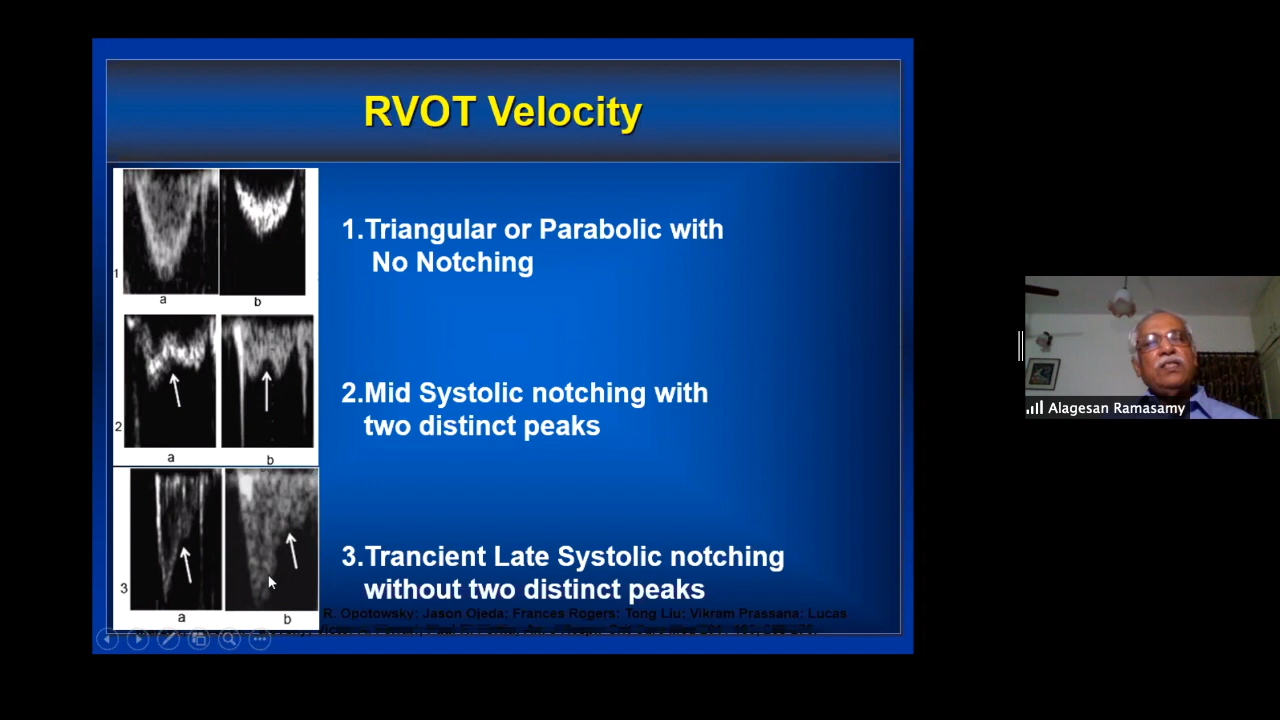 RVOT Velocity
1
a
b
1.Triangular or Parabolic with
No Notching
2
a
b
2.Mid Systolic notching with
two distinct peaks
3
a
b
3.Trancient Late Systolic notching
without two distinct peaks
R. Opotowsky; Jason Ojeda; Frances Rogers; Tong Liu; Vikram Prassana; Lucas
Alagesan Ramasamy